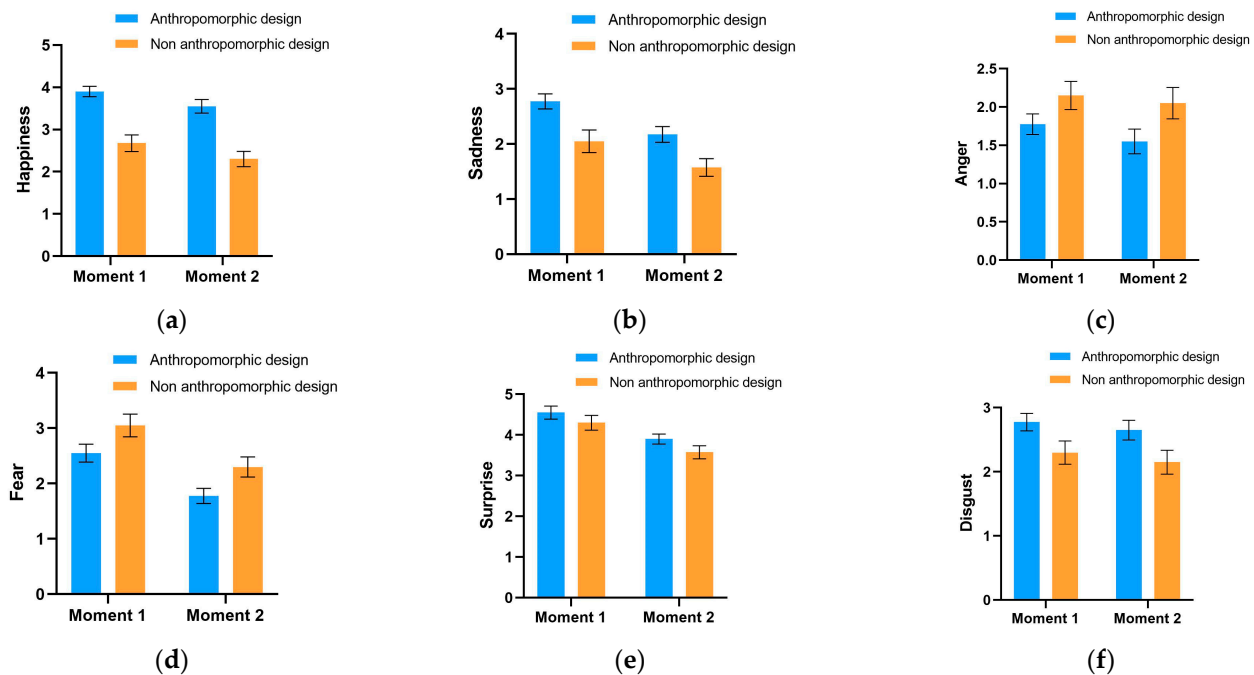 Anthropomorphic design
Non anthropomorphic design
Happiness
5
4
3
2
1
0
Moment 1 Moment 2
(a)
Anthropomorphic design
Non anthropomorphic design
Sadness
4
3
2
1
0
Moment 1 Moment 2
(b)
Anthropomorphic design
Non anthropomorphic design
Anger
2.5
2.0
1.5
1.0
0.5
0.0
Moment 1 Moment 2
(c)
Anthropomorphic design
Non anthropomorphic design
Fear
4
3
2
1
0
Moment 1 Moment 2
(d)
Anthropomorphic design
Non anthropomorphic design
Surprise
5
4
3
2
1
0
Moment 1 Moment 2
(e)
Anthropomorphic design
Non anthropomorphic design
Disgust
3
2
1
0
Moment 1 Moment 2
(f)